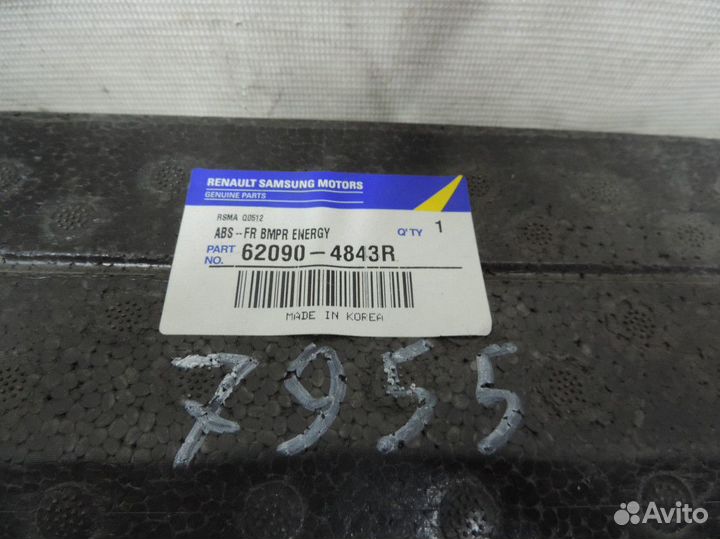 RENAULT SAMSUNG MOTORS
GENUINE PARTS
RSMA Q0512
ABS--FR BMPR ENERGY
Q'TY 1
PART NO. 62090-4843R
MADE IN KOREA
7955
Avito